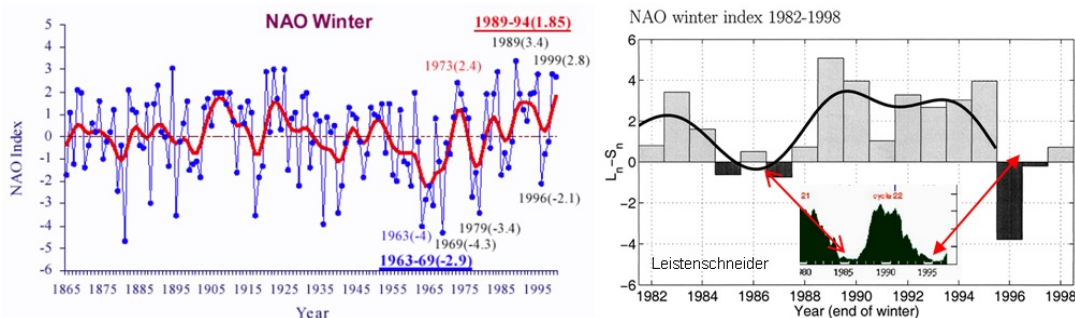 NAO Winter
1989-94(1.85)
1989(3.4)
1999(2.8)
1973(2.4)
NAO Index
5
4
3
2
1
0
-1
-2
-3
-4
-5
-6
1996(-2.1)
1979(-3.4)
1963(-4)
1969(-4.3)
1963-69(-2.9)
1865 1875 1885 1895 1905 1915 1925 1935 1945 1955 1965 1975 1985 1995
Year
NAO winter index 1982-1998
6
4
2
0
-2
-4
-6
Lₙ-Sₙ
21 cycle 22
80 1985 1990 1995
Leistenschneider
1982 1984 1986 1988 1990 1992 1994 1996 1998
Year (end of winter)